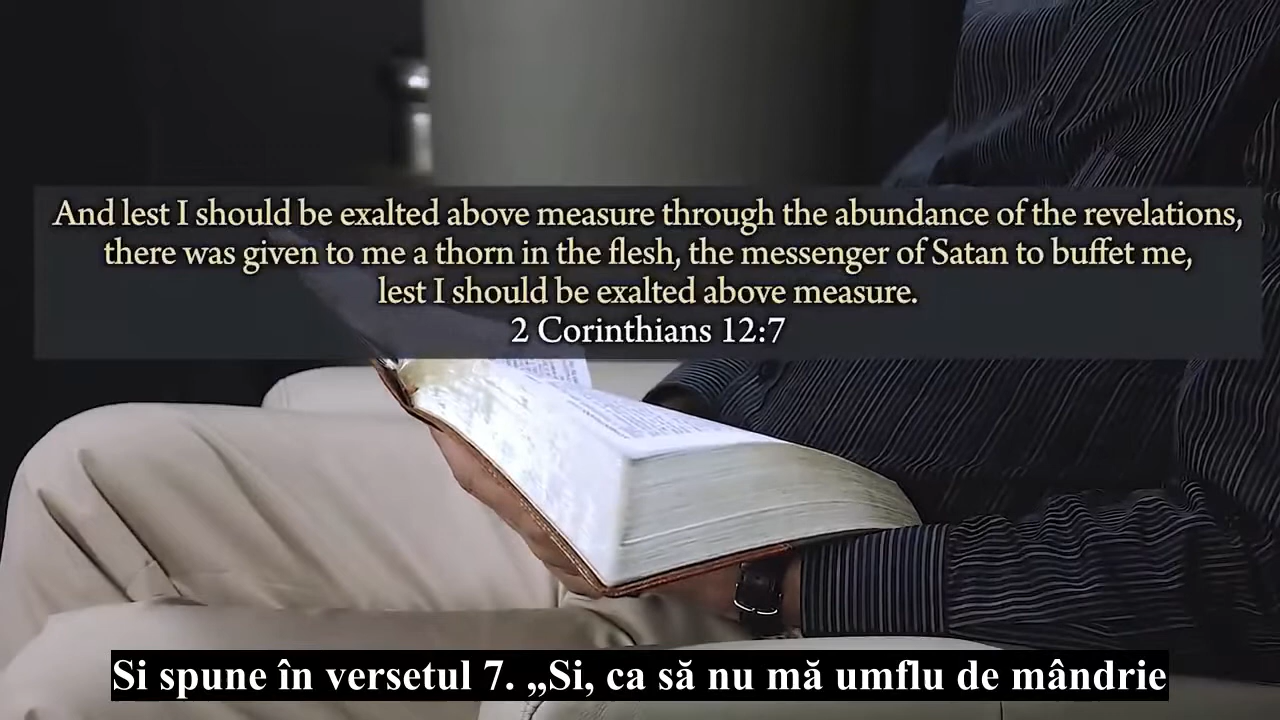 And lest I should be exalted above measure through the abundance of the revelations,
there was given to me a thorn in the flesh, the messenger of Satan to buffet me,
lest I should be exalted above measure.
2 Corinthians 12:7
Si spune în versetul 7. „Si, ca să nu mă umflu de mândrie